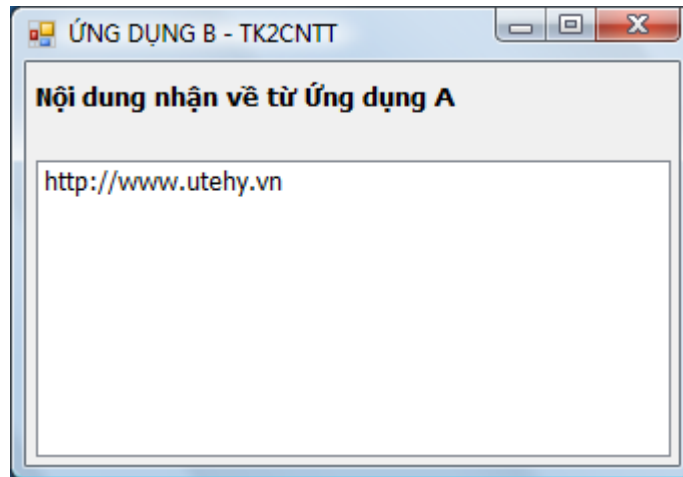 ỨNG DỤNG B - TK2CNTT
Nội dung nhận về từ Ứng dụng A
http://www.utehy.vn